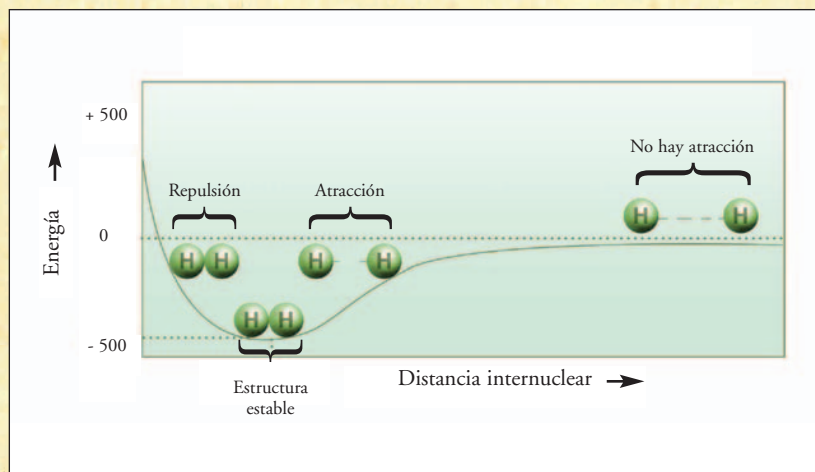 + 500
No hay atracción
Repulsión
Atracción
H
H
0
H
H
H
H
H
H
Energía
- 500
Estructura
estable
Distancia internuclear